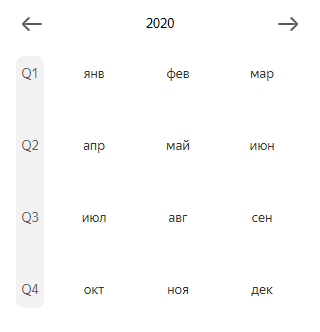 2020
Q1 янв фев мар
Q2 апр май июн
Q3 июл авг сен
Q4 окт ноя дек